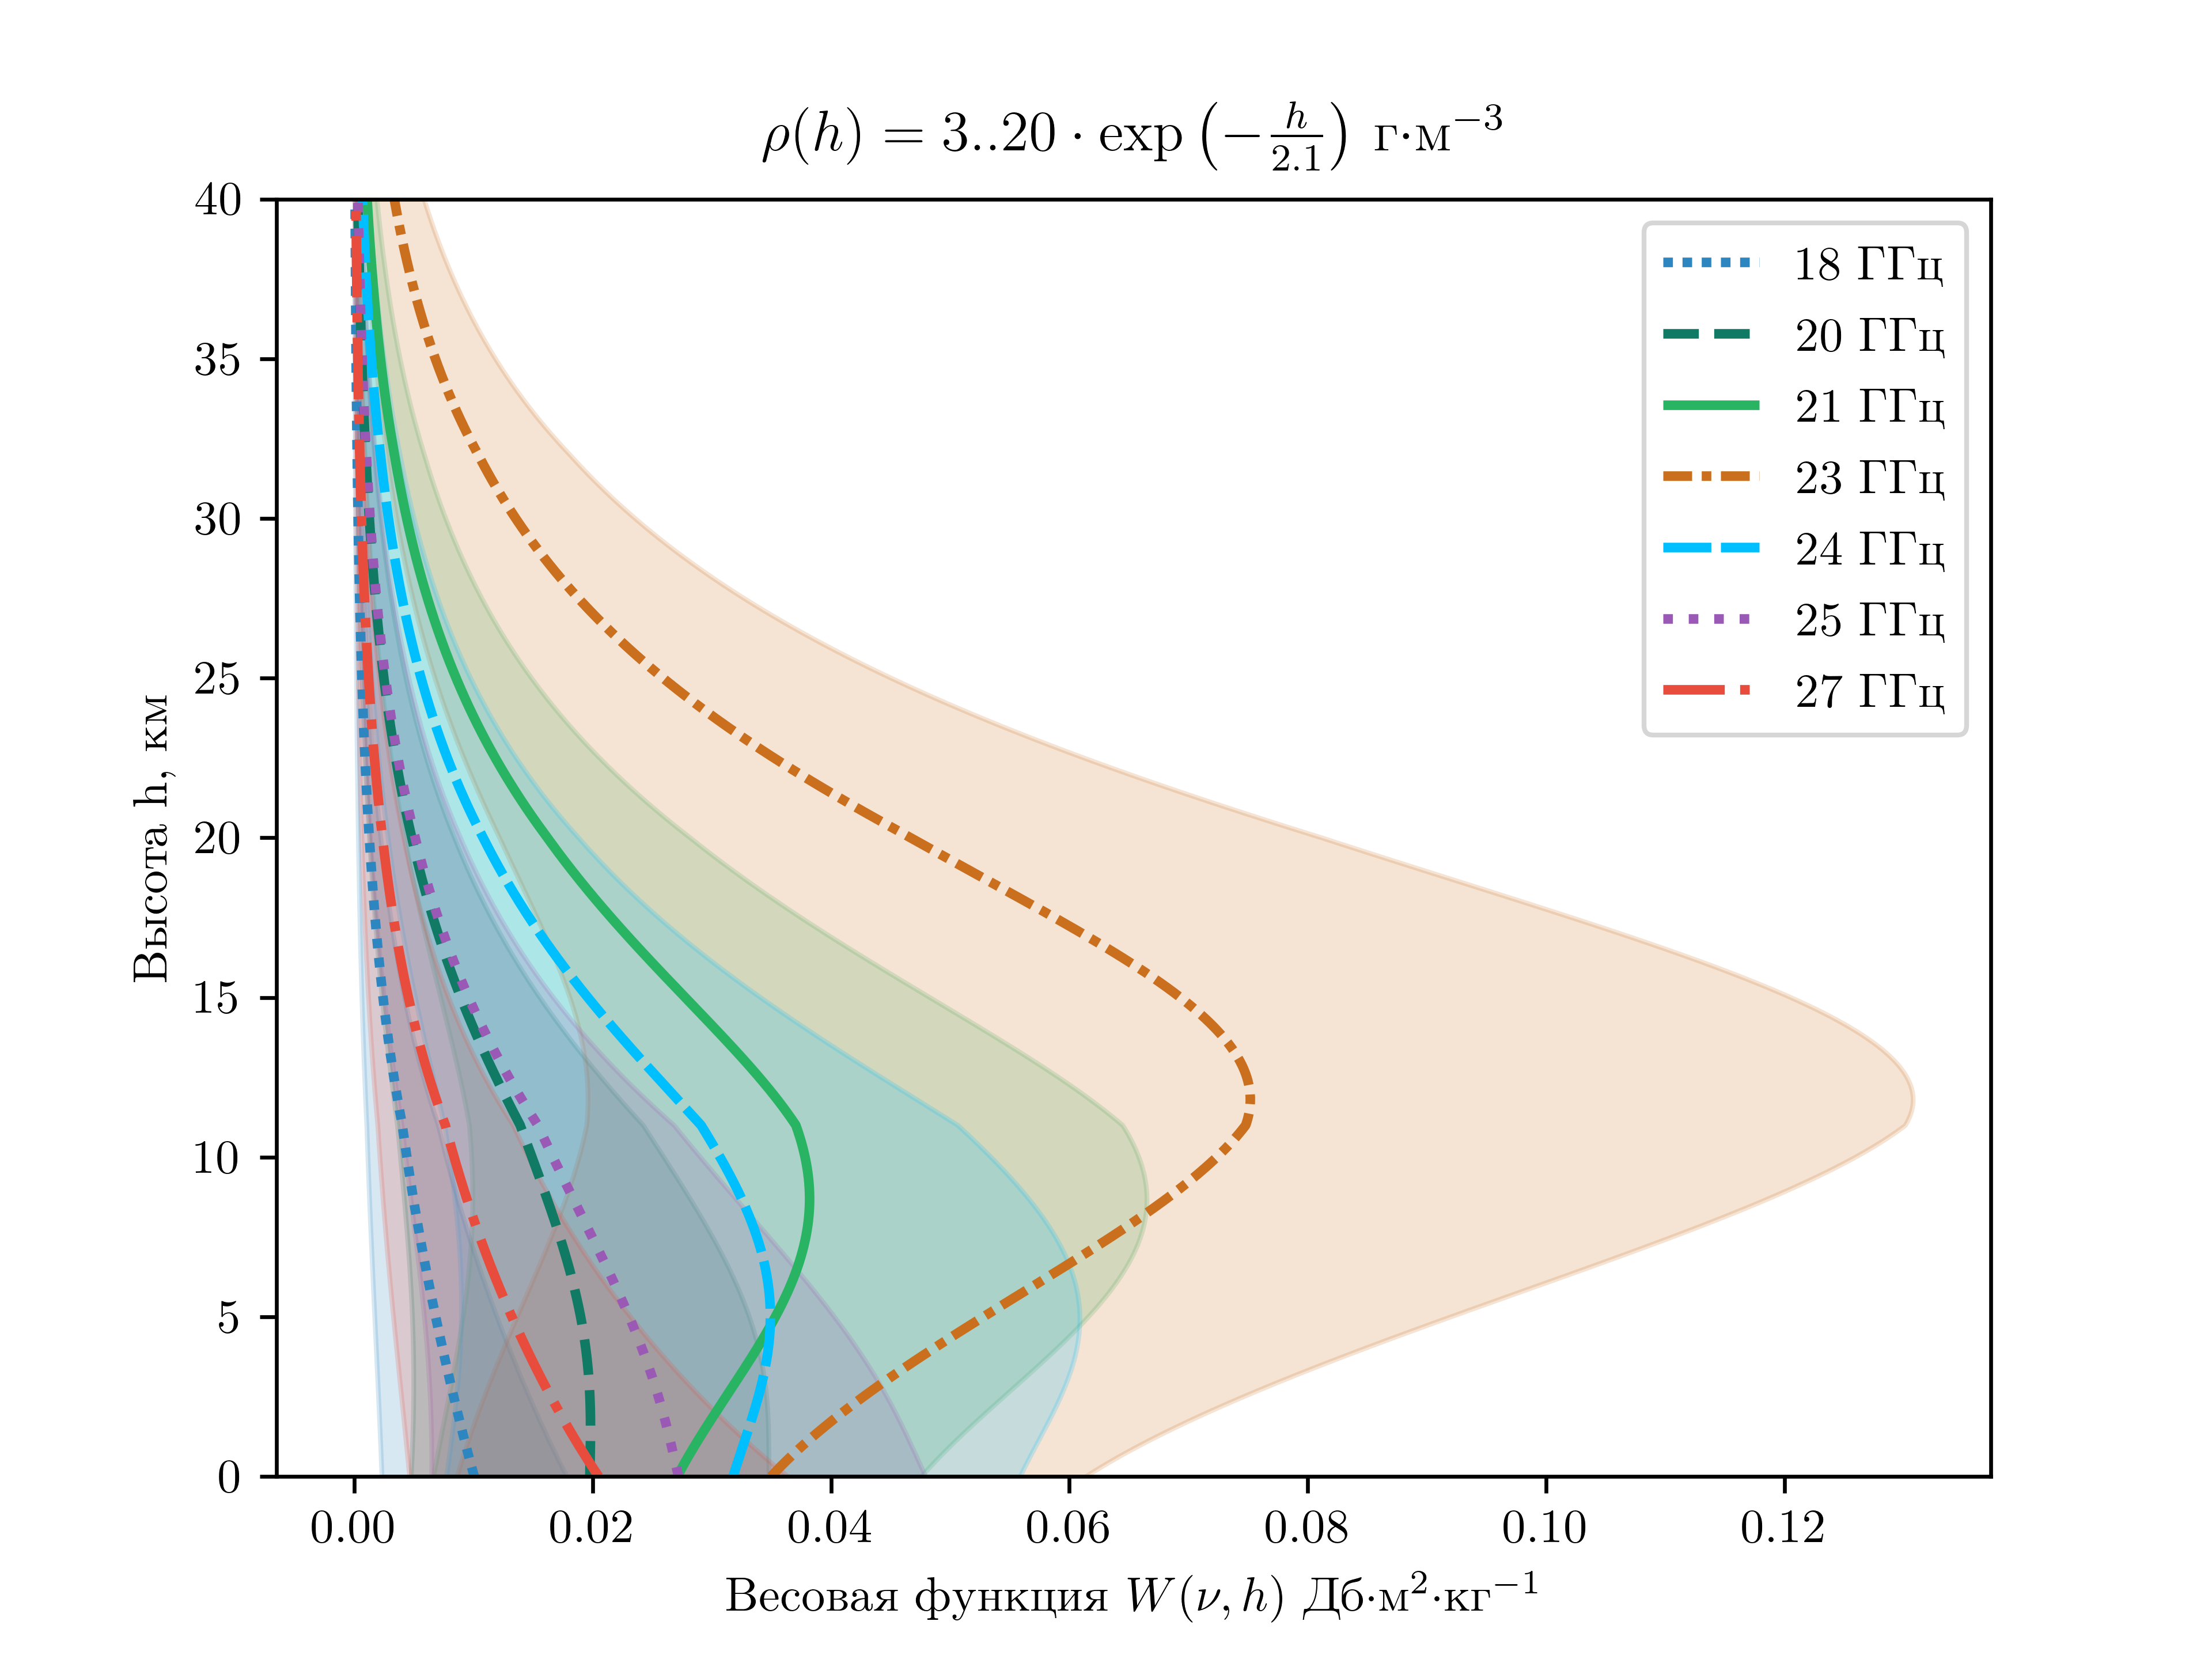 ρ(h) = 3..20 · exp (−h/2.1) г·м⁻³
40
35
30
25
20
15
10
5
0
Высота h, км
18 ГГц
20 ГГц
21 ГГц
23 ГГц
24 ГГц
25 ГГц
27 ГГц
0.00 0.02 0.04 0.06 0.08 0.10 0.12
Весовая функция W(ν, h) Дб·м²·кг⁻¹